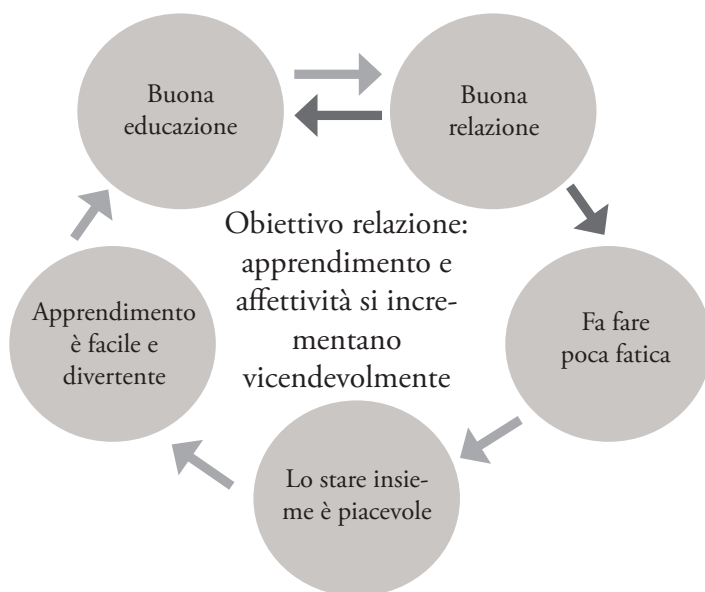 Buona
educazione
Buona
relazione
Obiettivo relazione:
apprendimento e
affettività si incre-
mentano
vicendevolmente
Apprendimento
è facile e
divertente
Fa fare
poca fatica
Lo stare insie-
me è piacevole